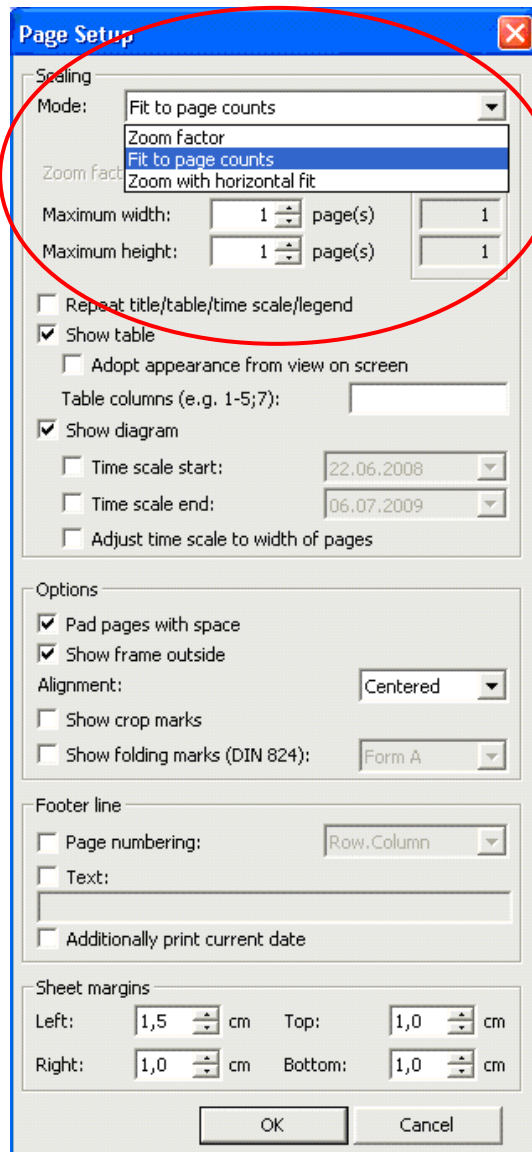 Page Setup
Scaling
Mode: Fit to page counts
Zoom factor
Fit to page counts
Zoom fact
Zoom with horizontal fit
Maximum width: 1 page(s) 1
Maximum height: 1 page(s) 1
Repeat title/table/time scale/legend
Show table
Adopt appearance from view on screen
Table columns (e.g. 1-5;7):
Show diagram
Time scale start: 22.06.2008
Time scale end: 06.07.2009
Adjust time scale to width of pages
Options
Pad pages with space
Show frame outside
Alignment: Centered
Show crop marks
Show folding marks (DIN 824): Form A
Footer line
Page numbering: Row.Column
Text:
Additionally print current date
Sheet margins
Left: 1,5 cm Top: 1,0 cm
Right: 1,0 cm Bottom: 1,0 cm
OK Cancel